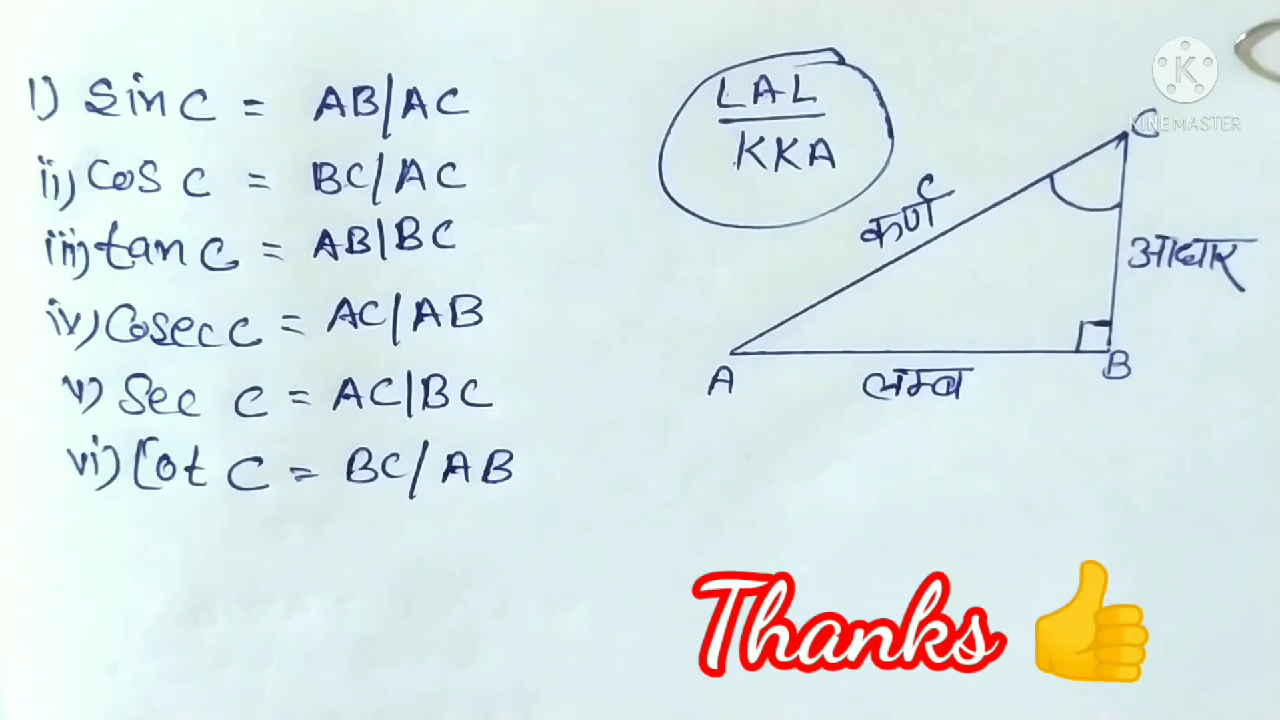 i) Sin C = AB/AC
ii) Cos C = BC/AC
iii) tan C = AB/BC
iv) Cosec C = AC/AB
v) Sec C = AC/BC
vi) Cot C = BC/AB
LAL
KKA
K
KINEMASTER
C
कर्ण
आधार
A
लम्ब
B
Thanks